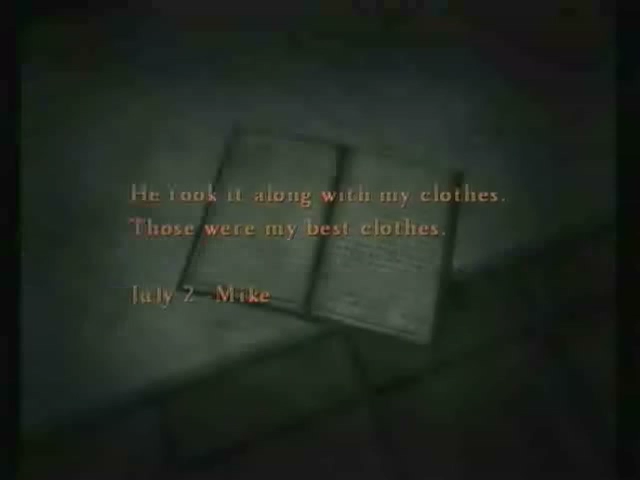 He took it along with my clothes.
Those were my best clothes.
July 2 Mike